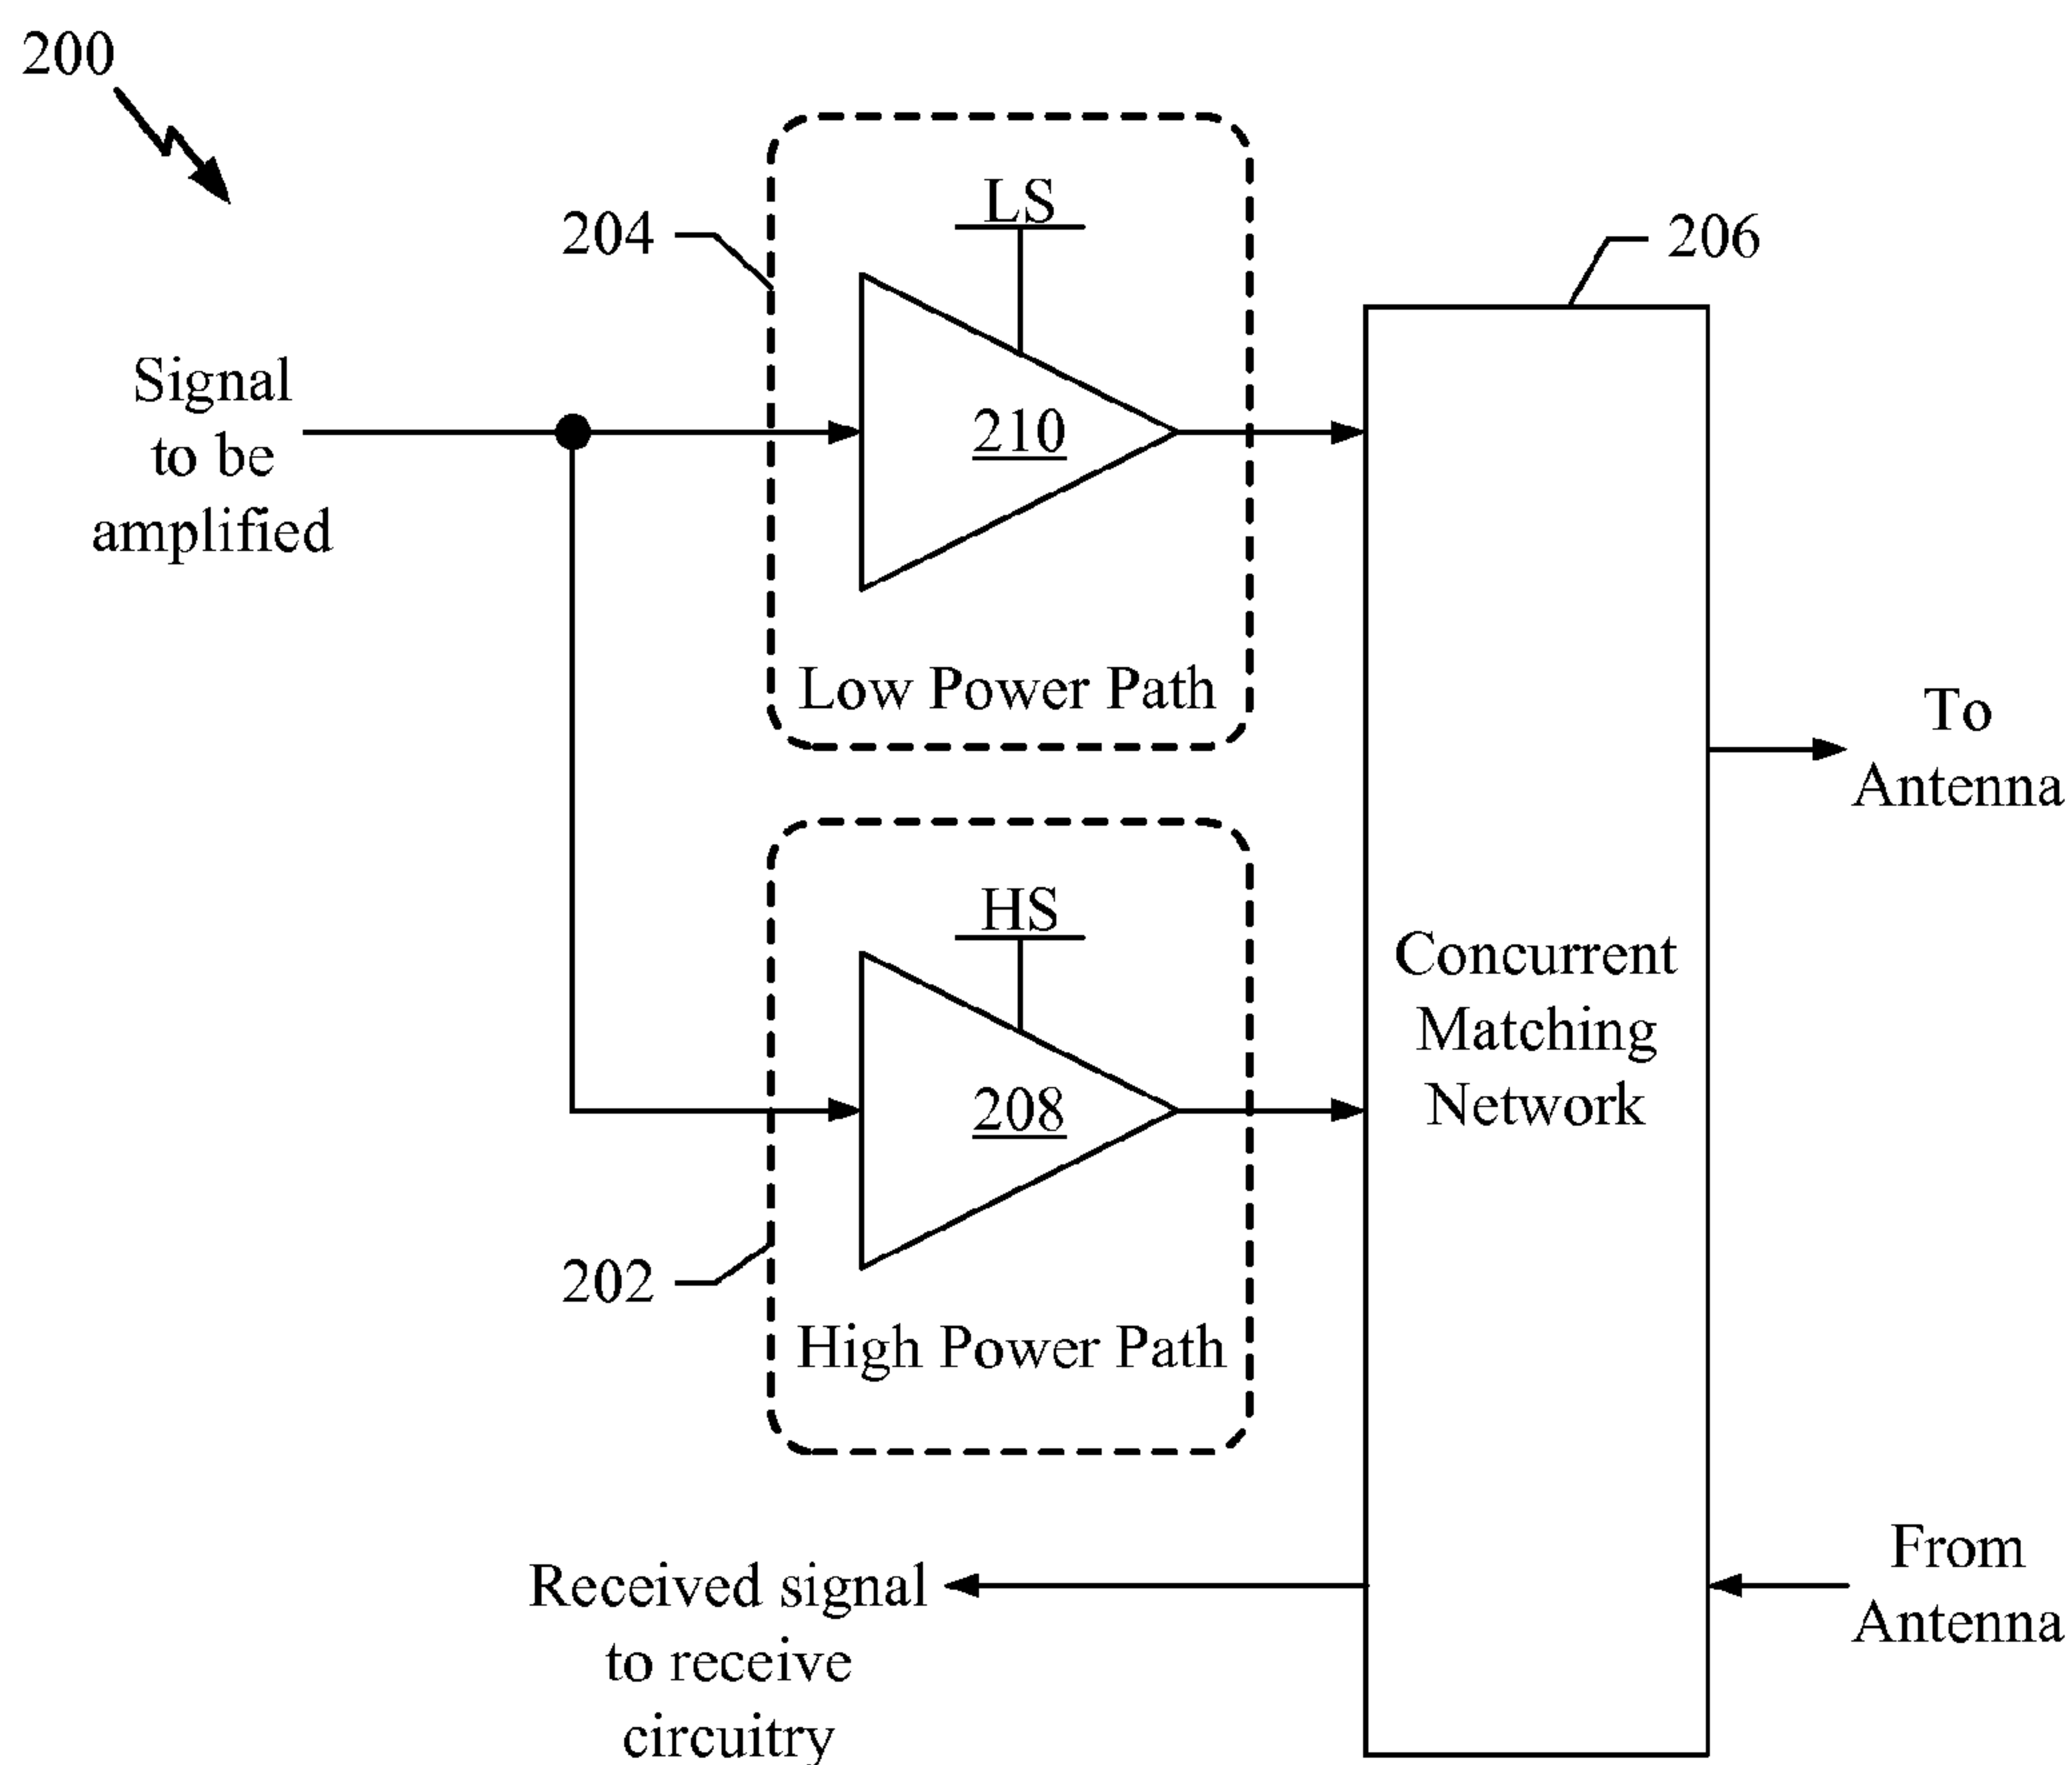 200
LS
204
206
Signal
to be
amplified
210
Low Power Path
To
Antenna
HS
Concurrent
Matching
Network
208
202
High Power Path
From
Antenna
Received signal
to receive
circuitry